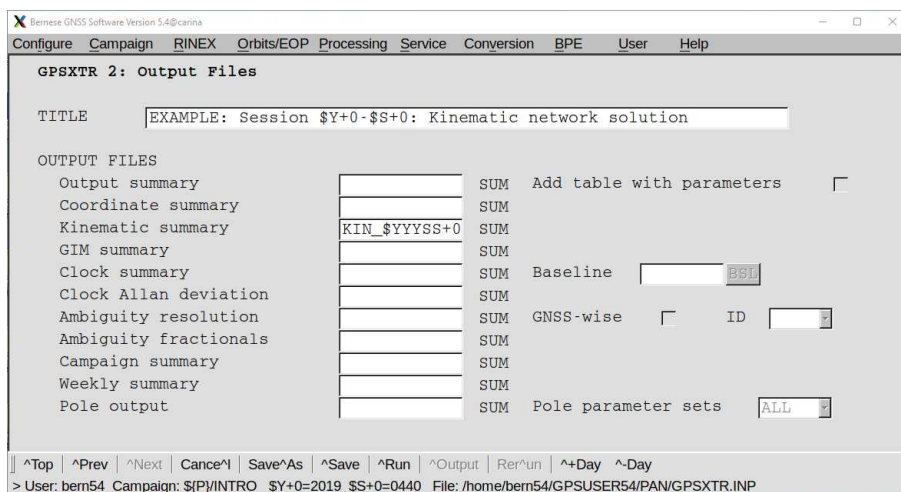 Bernese GNSS Software Version 5.4@carina
Configure Campaign RINEX Orbits/EOP Processing Service Conversion BPE User Help
GPSXTR 2: Output Files
TITLE EXAMPLE: Session $Y+0-$S+0: Kinematic network solution
OUTPUT FILES
Output summary SUM Add table with parameters
Coordinate summary SUM
Kinematic summary KIN_$YYYSS+0 SUM
GIM summary SUM
Clock summary SUM Baseline BSL
Clock Allan deviation SUM
Ambiguity resolution SUM GNSS-wise ID
Ambiguity fractionals SUM
Campaign summary SUM
Weekly summary SUM
Pole output SUM Pole parameter sets ALL
^Top | ^Prev | ^Next | Cance^l | Save^As | ^Save | ^Run | ^Output | Rer^un | ^+Day ^-Day
> User: bern54 Campaign: ${P}/INTRO $Y+0=2019 $S+0=0440 File: /home/bern54/GPSUSER54/PAN/GPSXTR.INP